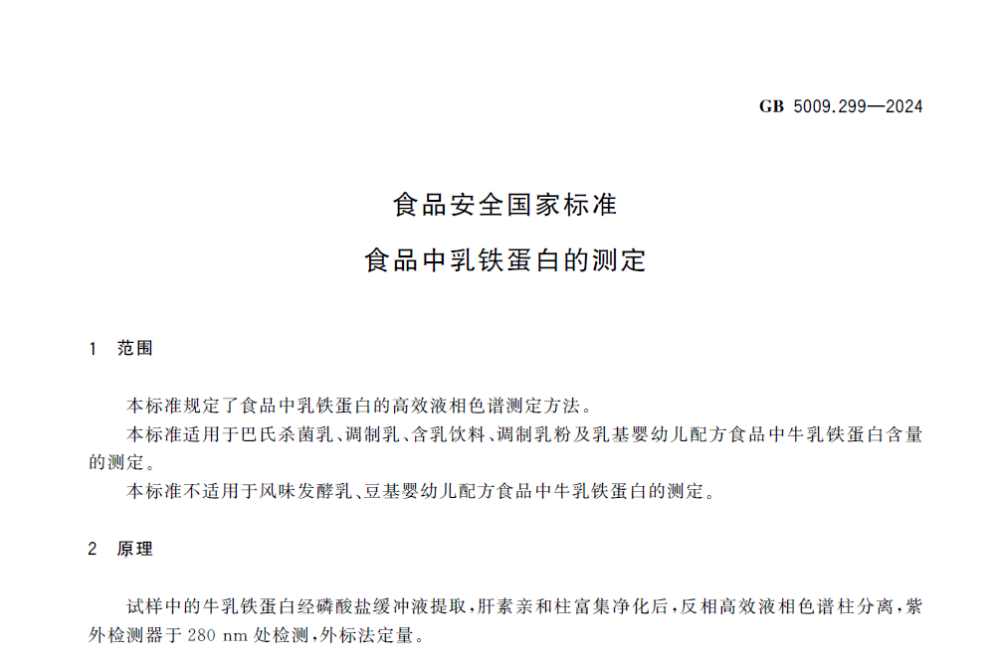 GB 5009.299—2024
食品安全国家标准
食品中乳铁蛋白的测定
1 范围
本标准规定了食品中乳铁蛋白的高效液相色谱测定方法。
本标准适用于巴氏杀菌乳、调制乳、含乳饮料、调制乳粉及乳基婴幼儿配方食品中牛乳铁蛋白含量
的测定。
本标准不适用于风味发酵乳、豆基婴幼儿配方食品中牛乳铁蛋白的测定。
2 原理
试样中的牛乳铁蛋白经磷酸盐缓冲液提取,肝素亲和柱富集净化后,反相高效液相色谱柱分离,紫
外检测器于 280 nm 处检测,外标法定量。